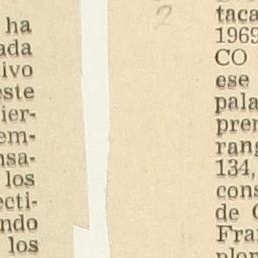 ha
ada
ivo
este
ier-
em-
nsa-
los
ecti-
ndo
los
2
taca
1969
CO
ese
pala
pren
rang
134,
cons
de C
Fran